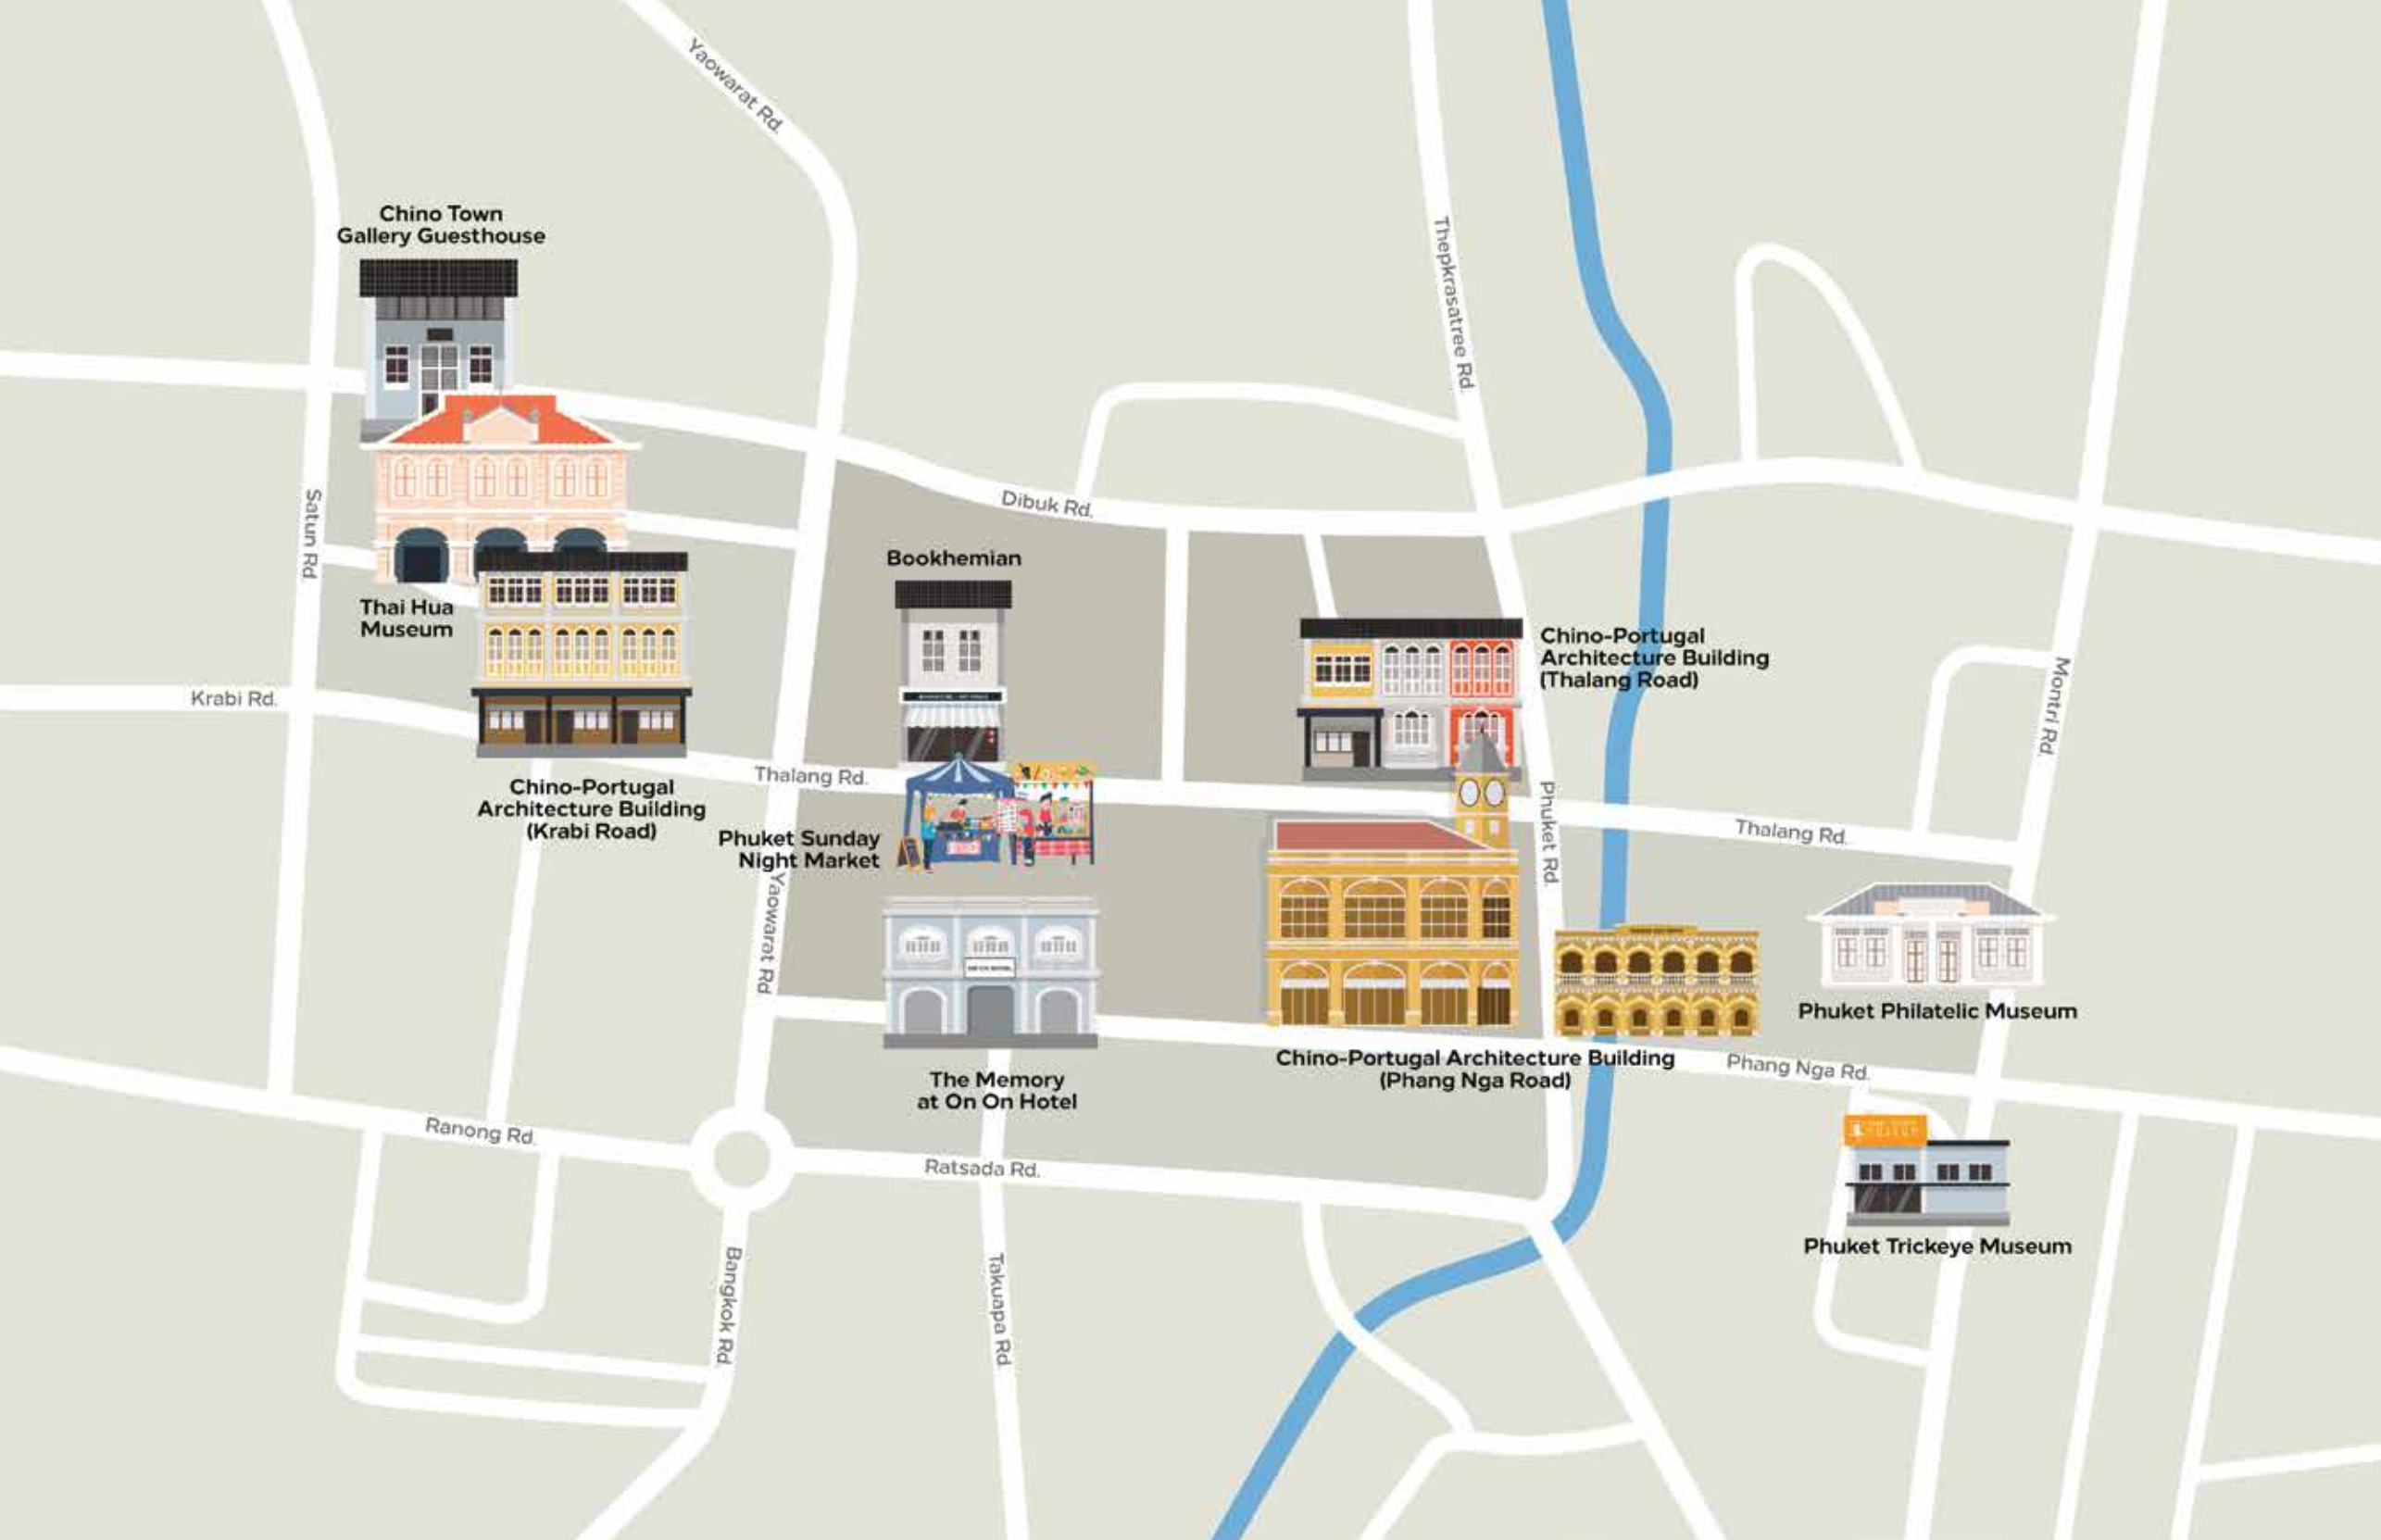 Yaowarat Rd.
Chino Town
Gallery Guesthouse
Thepkrasatree Rd.
Satun Rd.
Dibuk Rd.
Bookhemian
Thai Hua
Museum
Chino-Portugal
Architecture Building
(Thalang Road)
Krabi Rd.
Montri Rd.
Thalang Rd.
Chino-Portugal
Architecture Building
(Krabi Road)
Phuket Sunday
Night Market
Phuket Rd.
Thalang Rd.
Yaowarat Rd.
Phuket Philatelic Museum
The Memory
at On On Hotel
Chino-Portugal Architecture Building
(Phang Nga Road)
Phang Nga Rd.
Ranong Rd.
Ratsada Rd.
Bangkok Rd.
Takuapa Rd.
Phuket Trickeye Museum